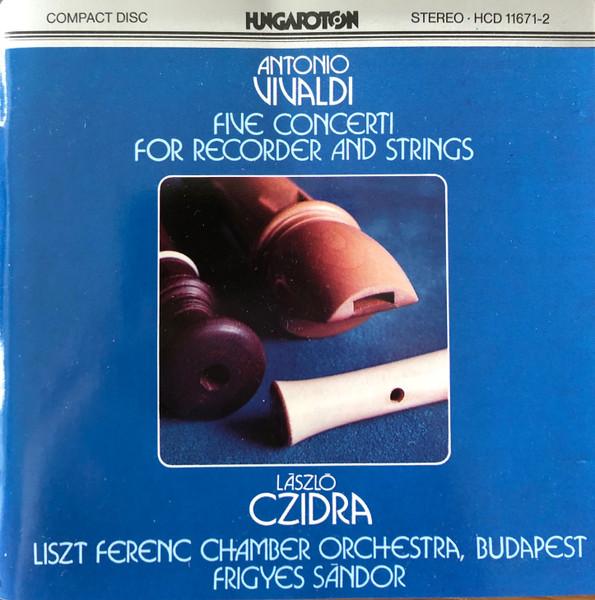 COMPACT DISC
HUNGAROTON
STEREO · HCD 11671-2
ANTONIO
VIVALDI
FIVE CONCERTI
FOR RECORDER AND STRINGS
LÁSZLÓ
CZIDRA
LISZT FERENC CHAMBER ORCHESTRA, BUDAPEST
FRIGYES SÁNDOR